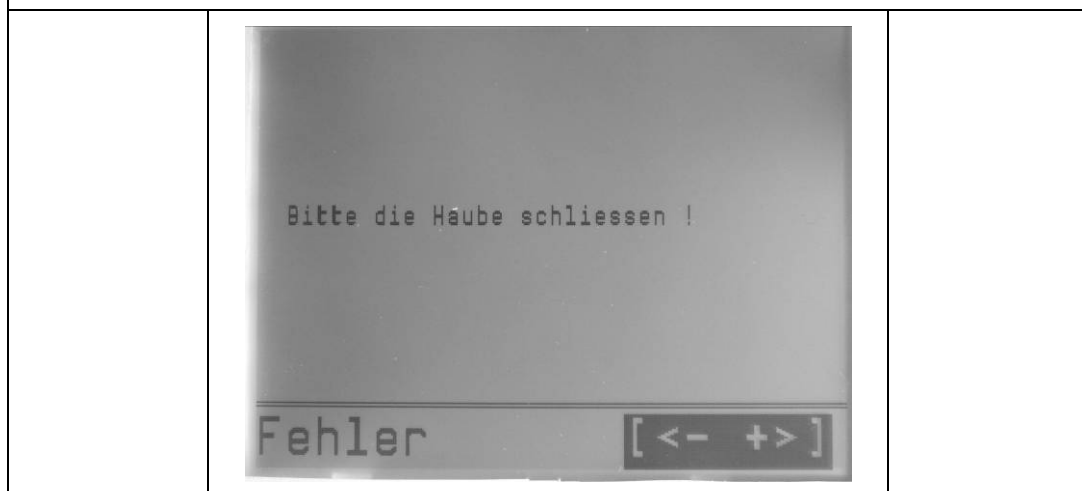 Bitte die Haube schliessen !
Fehler [<- +>]